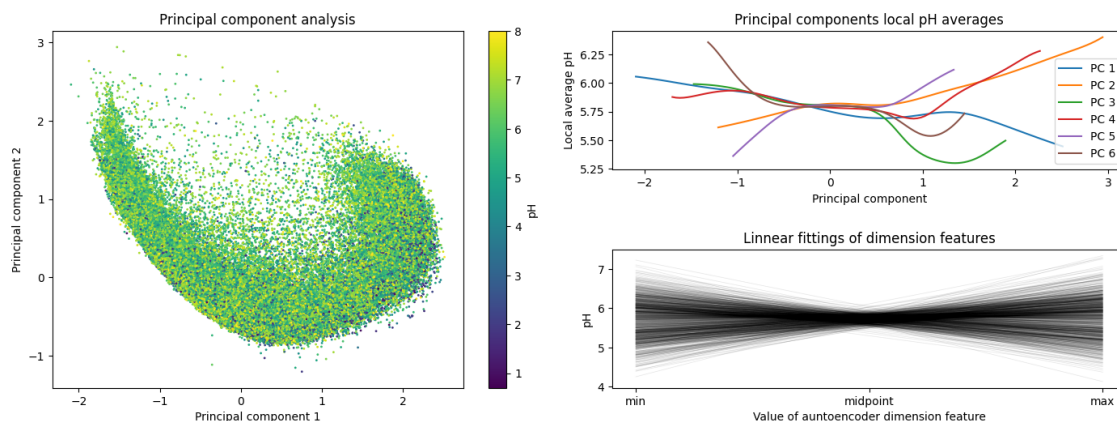 Principal component analysis
3
2
1
0
−1
Principal component 2
−2
−1
0
1
2
Principal component 1
8
7
6
5
4
3
2
1
pH
Principal components local pH averages
6.25
6.00
5.75
5.50
5.25
Local average pH
−2
−1
0
1
2
3
Principal component
PC 1
PC 2
PC 3
PC 4
PC 5
PC 6
Linnear fittings of dimension features
7
6
5
4
pH
min
midpoint
max
Value of auntoencoder dimension feature